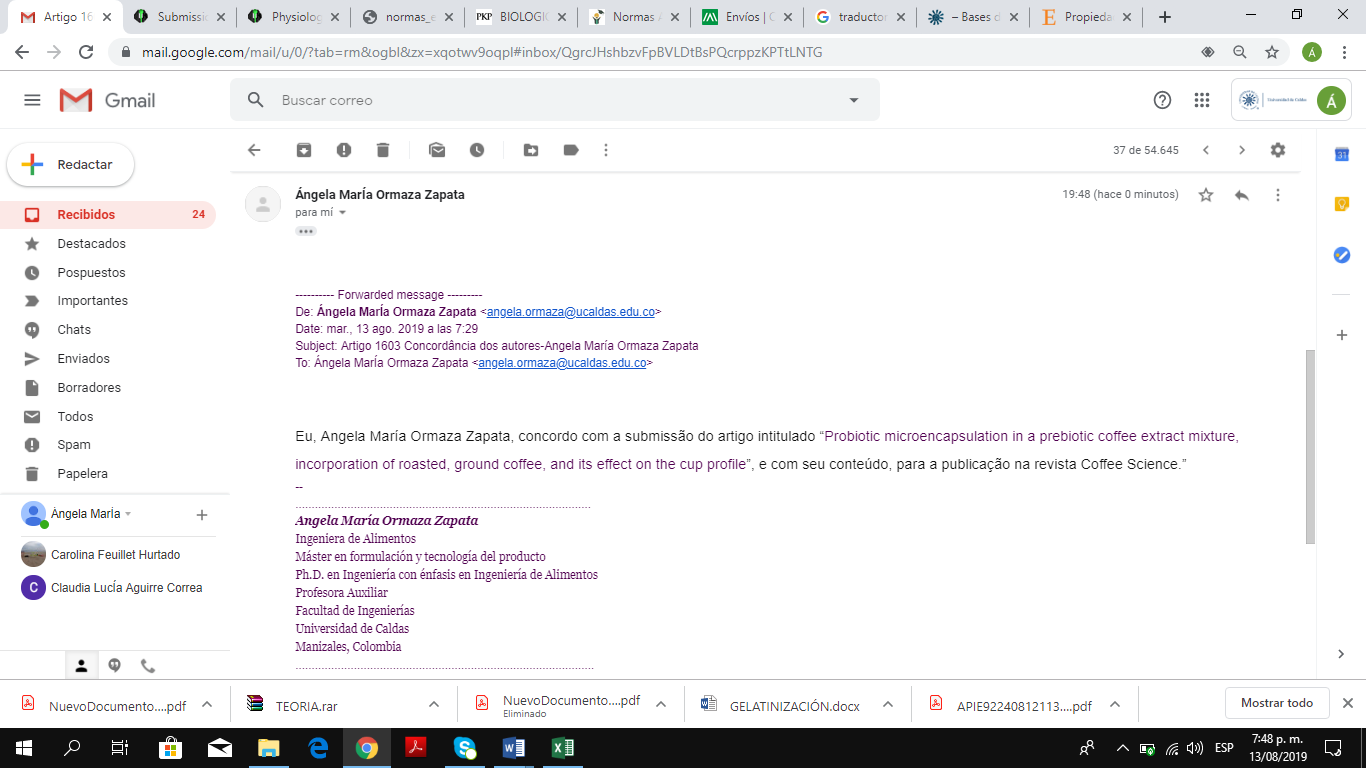 Artigo 16
Submissi
Physiolog
normas_e
PKP BIOLOGIC
Normas A
Envíos | C
traductor
– Bases d
Propieda
mail.google.com/mail/u/0/?tab=rm&ogbl&zx=xqotwv9oqpl#inbox/QgrcJHshbzvFpBVLDtBsPQcrppzKPTtLNTG
Á
Gmail
Buscar correo
Universidad de Caldas
Á
Redactar
37 de 54.645
Recibidos 24
Destacados
Pospuestos
Importantes
Chats
Enviados
Borradores
Todos
Spam
Papelera
Ángela MarÍa
Carolina Feuillet Hurtado
C
Claudia LucÍa Aguirre Correa
Ángela MarÍa Ormaza Zapata
19:48 (hace 0 minutos)
para mí
31
---------- Forwarded message ---------
De: Ángela MarÍa Ormaza Zapata <angela.ormaza@ucaldas.edu.co>
Date: mar., 13 ago. 2019 a las 7:29
Subject: Artigo 1603 Concordância dos autores-Angela María Ormaza Zapata
To: Ángela MarÍa Ormaza Zapata <angela.ormaza@ucaldas.edu.co>
Eu, Angela María Ormaza Zapata, concordo com a submissão do artigo intitulado “Probiotic microencapsulation in a prebiotic coffee extract mixture,
incorporation of roasted, ground coffee, and its effect on the cup profile”, e com seu conteúdo, para a publicação na revista Coffee Science.”
--
Angela María Ormaza Zapata
Ingeniera de Alimentos
Máster en formulación y tecnología del producto
Ph.D. en Ingeniería con énfasis en Ingeniería de Alimentos
Profesora Auxiliar
Facultad de Ingenierías
Universidad de Caldas
Manizales, Colombia
NuevoDocumento....pdf
TEORIA.rar
NuevoDocumento....pdf
Eliminado
GELATINIZACIÓN.docx
APIE92240812113....pdf
Mostrar todo
ESP
7:48 p. m.
13/08/2019